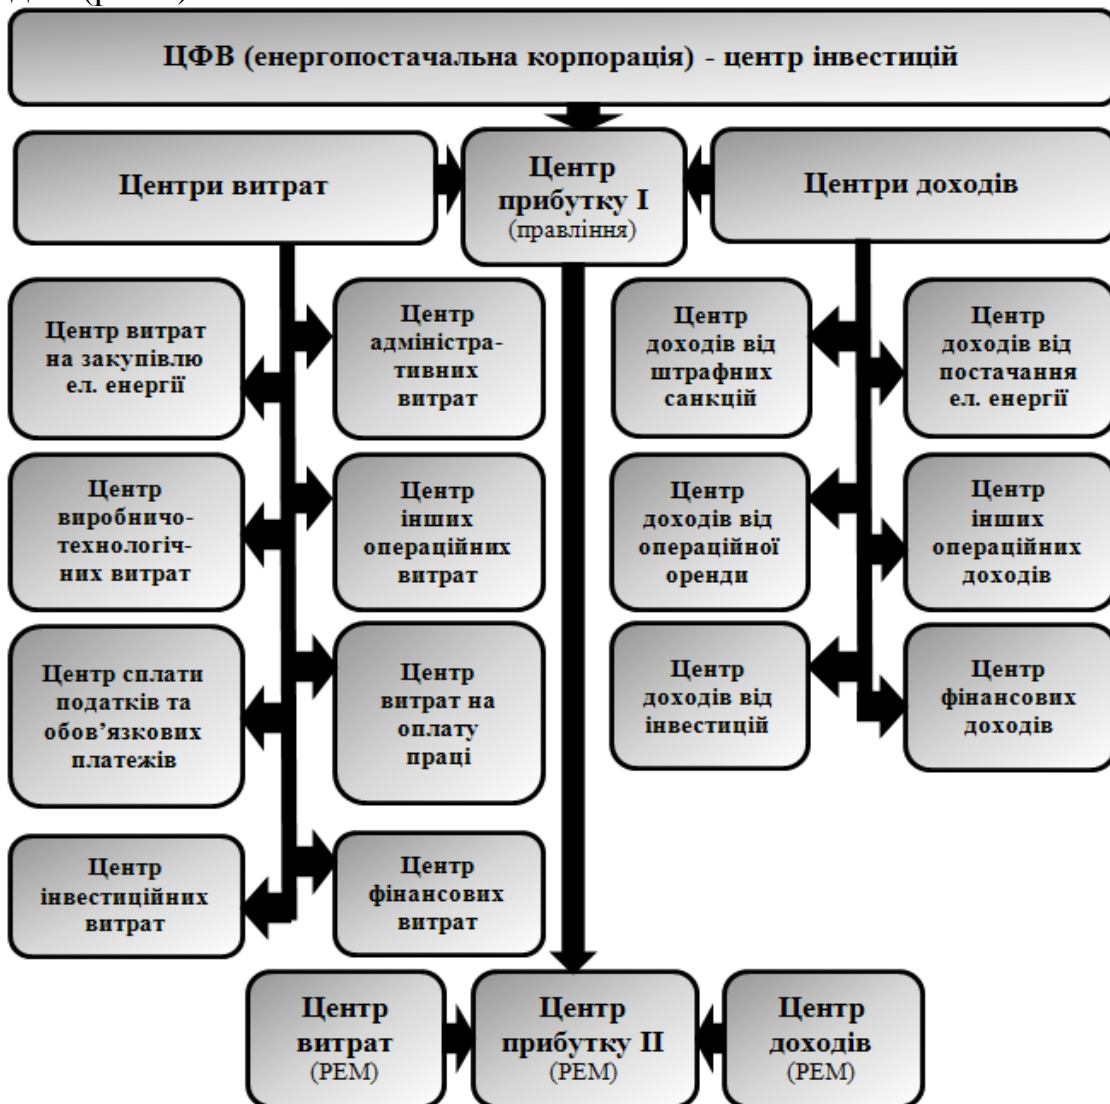 ЦФВ (енергопостачальна корпорація) - центр інвестицій
Центри витрат
Центр
прибутку I
(правління)
Центри доходів
Центр витрат
на закупівлю
ел. енергії
Центр
адміністра-
тивних
витрат
Центр
доходів від
штрафних
санкцій
Центр
доходів від
постачання
ел. енергії
Центр
виробничо-
технологіч-
них витрат
Центр
інших
операційних
витрат
Центр
доходів від
операційної
оренди
Центр
інших
операційних
доходів
Центр сплати
податків та
обов’язкових
платежів
Центр
витрат на
оплату
праці
Центр
доходів від
інвестицій
Центр
фінансових
доходів
Центр
інвестиційних
витрат
Центр
фінансових
витрат
Центр
витрат
(РЕМ)
Центр
прибутку II
(РЕМ)
Центр
доходів
(РЕМ)